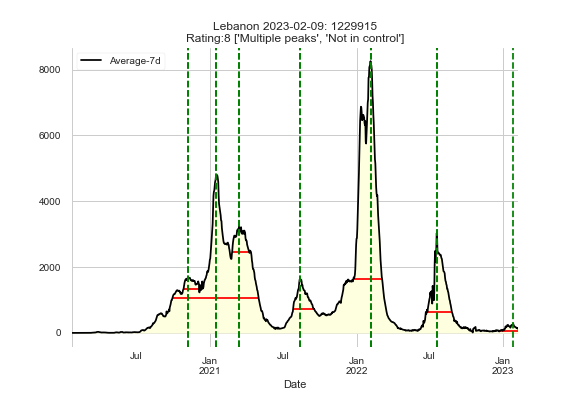 Lebanon 2023-02-09: 1229915
Rating:8 ['Multiple peaks', 'Not in control']
Average-7d
8000
6000
4000
2000
0
Jul
Jan
2021
Jul
Jan
2022
Jul
Jan
2023
Date